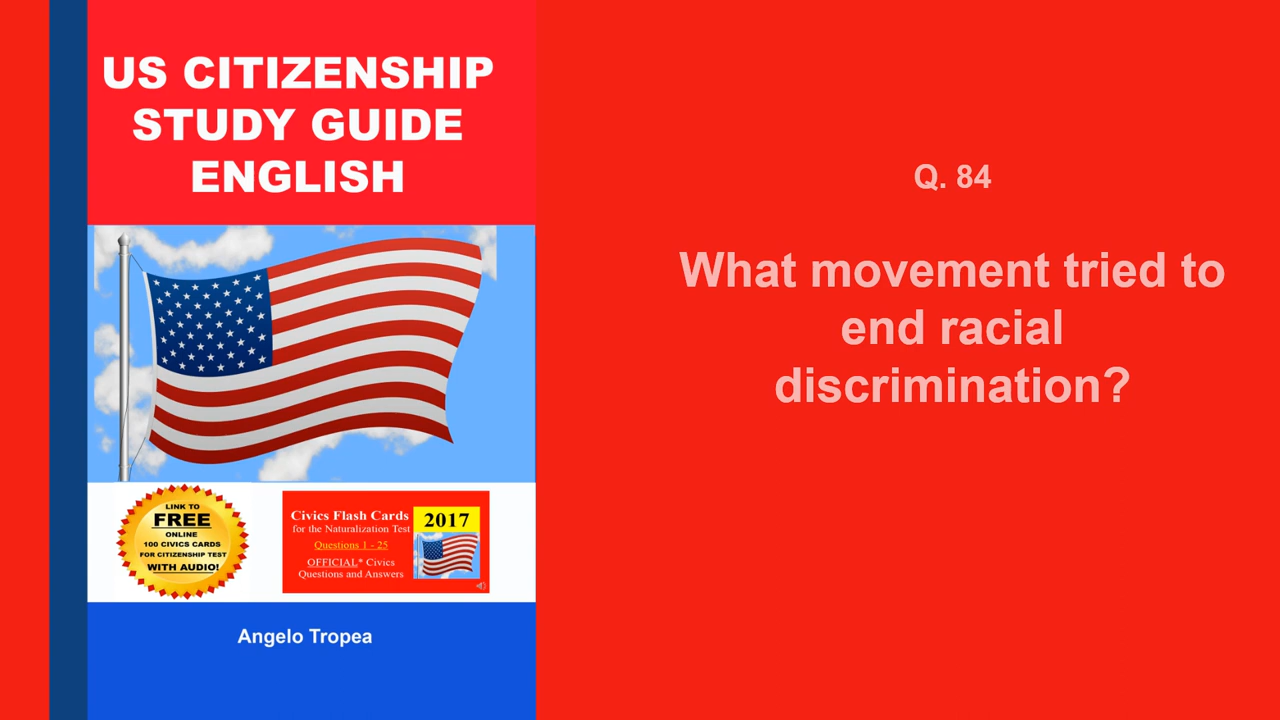 US CITIZENSHIP
STUDY GUIDE
ENGLISH
LINK TO
FREE
ONLINE
100 CIVICS CARDS
FOR CITIZENSHIP TEST
WITH AUDIO!
Civics Flash Cards
for the Naturalization Test
Questions 1 - 25
OFFICIAL* Civics
Questions and Answers
2017
Angelo Tropea
Q. 84
What movement tried to
end racial
discrimination?